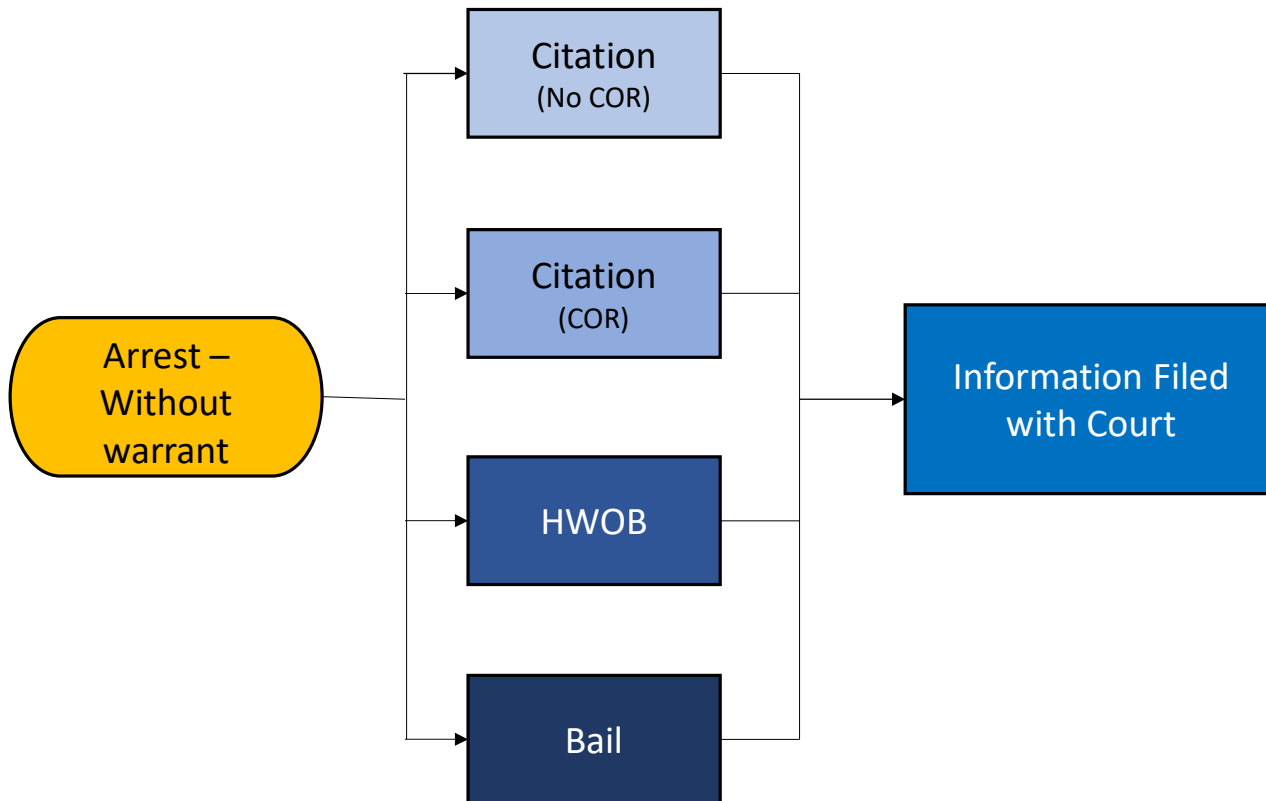 Citation
(No COR)
Citation
(COR)
Arrest –
Without
warrant
Information Filed
with Court
HWOB
Bail